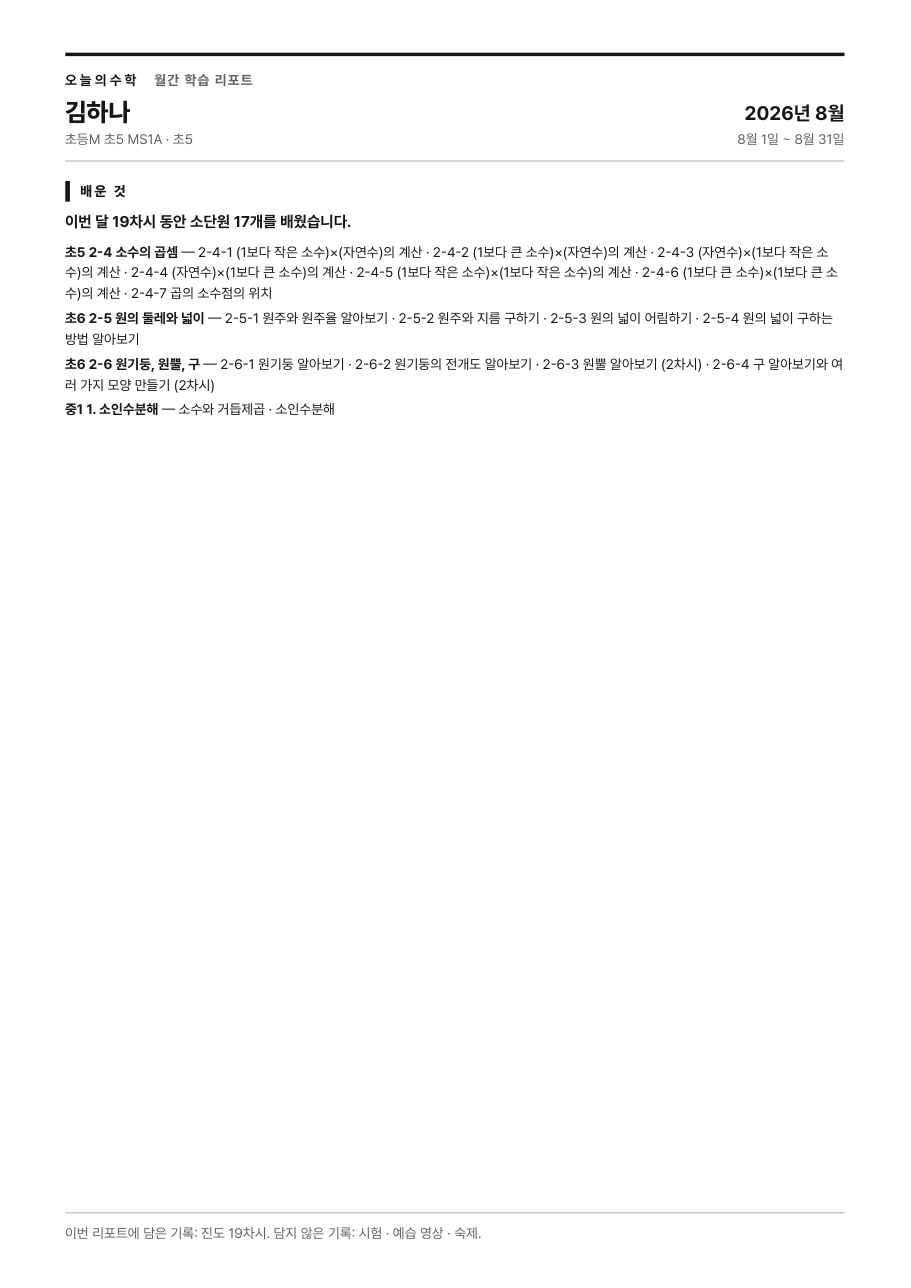 오늘의수학 월간 학습 리포트
김하나
2026년 8월
초등M 초5 MS1A · 초5
8월 1일 ~ 8월 31일
배운 것
이번 달 19차시 동안 소단원 17개를 배웠습니다.
초5 2-4 소수의 곱셈 — 2-4-1 (1보다 작은 소수)×(자연수)의 계산 · 2-4-2 (1보다 큰 소수)×(자연수)의 계산 · 2-4-3 (자연수)×(1보다 작은 소
수)의 계산 · 2-4-4 (자연수)×(1보다 큰 소수)의 계산 · 2-4-5 (1보다 작은 소수)×(1보다 작은 소수)의 계산 · 2-4-6 (1보다 큰 소수)×(1보다 큰 소
수)의 계산 · 2-4-7 곱의 소수점의 위치
초6 2-5 원의 둘레와 넓이 — 2-5-1 원주와 원주율 알아보기 · 2-5-2 원주와 지름 구하기 · 2-5-3 원의 넓이 어림하기 · 2-5-4 원의 넓이 구하는
방법 알아보기
초6 2-6 원기둥, 원뿔, 구 — 2-6-1 원기둥 알아보기 · 2-6-2 원기둥의 전개도 알아보기 · 2-6-3 원뿔 알아보기 (2차시) · 2-6-4 구 알아보기와 여
러 가지 모양 만들기 (2차시)
중1 1. 소인수분해 — 소수와 거듭제곱 · 소인수분해
이번 리포트에 담은 기록: 진도 19차시. 담지 않은 기록: 시험 · 예습 영상 · 숙제.